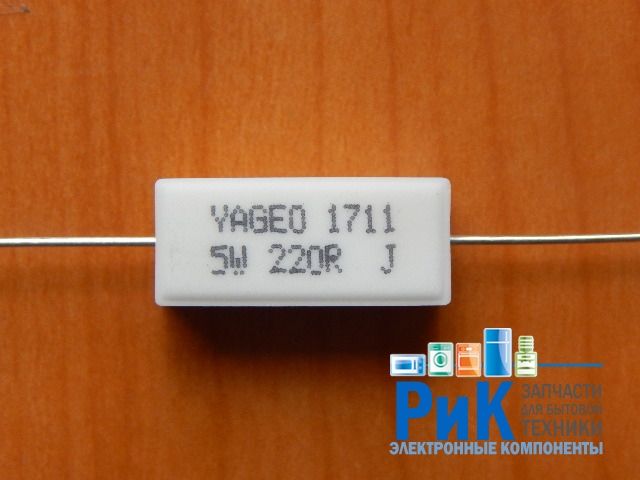 YAGEO 1711
5W 220R J
РиК
ЗАПЧАСТИ
ДЛЯ БЫТОВОЙ
ТЕХНИКИ
ЭЛЕКТРОННЫЕ КОМПОНЕНТЫ